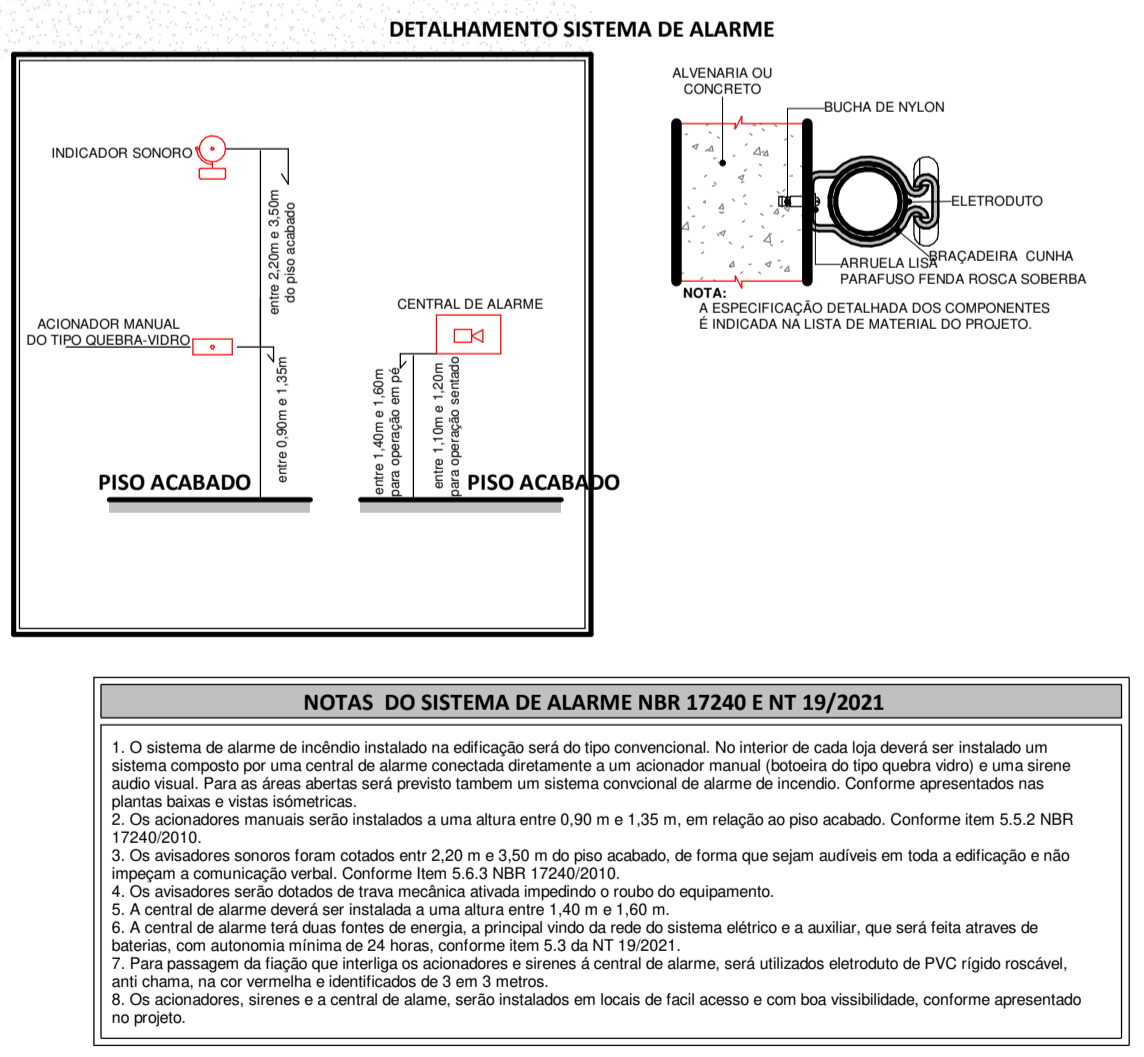 DETALHAMENTO SISTEMA DE ALARME
INDICADOR SONORO
entre 2,20m e 3,50m
do piso acabado
ACIONADOR MANUAL
DO TIPO QUEBRA-VIDRO
entre 0,90m e 1,35m
PISO ACABADO
CENTRAL DE ALARME
entre 1,40m e 1,60m
para operação em pé
entre 1,10m e 1,20m
para operação sentado
PISO ACABADO
ALVENARIA OU
CONCRETO
BUCHA DE NYLON
ELETRODUTO
BRAÇADEIRA CUNHA
ARRUELA LISA
PARAFUSO FENDA ROSCA SOBERBA
NOTA:
A ESPECIFICAÇÃO DETALHADA DOS COMPONENTES
É INDICADA NA LISTA DE MATERIAL DO PROJETO.
NOTAS DO SISTEMA DE ALARME NBR 17240 E NT 19/2021
1. O sistema de alarme de incêndio instalado na edificação será do tipo convencional. No interior de cada loja deverá ser instalado um
sistema composto por uma central de alarme conectada diretamente a um acionador manual (botoeira do tipo quebra vidro) e uma sirene
audio visual. Para as áreas abertas será previsto tambem um sistema convcional de alarme de incendio. Conforme apresentados nas
plantas baixas e vistas isómetricas.
2. Os acionadores manuais serão instalados a uma altura entre 0,90 m e 1,35 m, em relação ao piso acabado. Conforme item 5.5.2 NBR
17240/2010.
3. Os avisadores sonoros foram cotados entr 2,20 m e 3,50 m do piso acabado, de forma que sejam audíveis em toda a edificação e não
impeçam a comunicação verbal. Conforme Item 5.6.3 NBR 17240/2010.
4. Os avisadores serão dotados de trava mecânica ativada impedindo o roubo do equipamento.
5. A central de alarme deverá ser instalada a uma altura entre 1,40 m e 1,60 m.
6. A central de alarme terá duas fontes de energia, a principal vindo da rede do sistema elétrico e a auxiliar, que será feita atraves de
baterias, com autonomia mínima de 24 horas, conforme item 5.3 da NT 19/2021.
7. Para passagem da fiação que interliga os acionadores e sirenes á central de alarme, será utilizados eletroduto de PVC rígido roscável,
anti chama, na cor vermelha e identificados de 3 em 3 metros.
8. Os acionadores, sirenes e a central de alame, serão instalados em locais de facil acesso e com boa vissibilidade, conforme apresentado
no projeto.